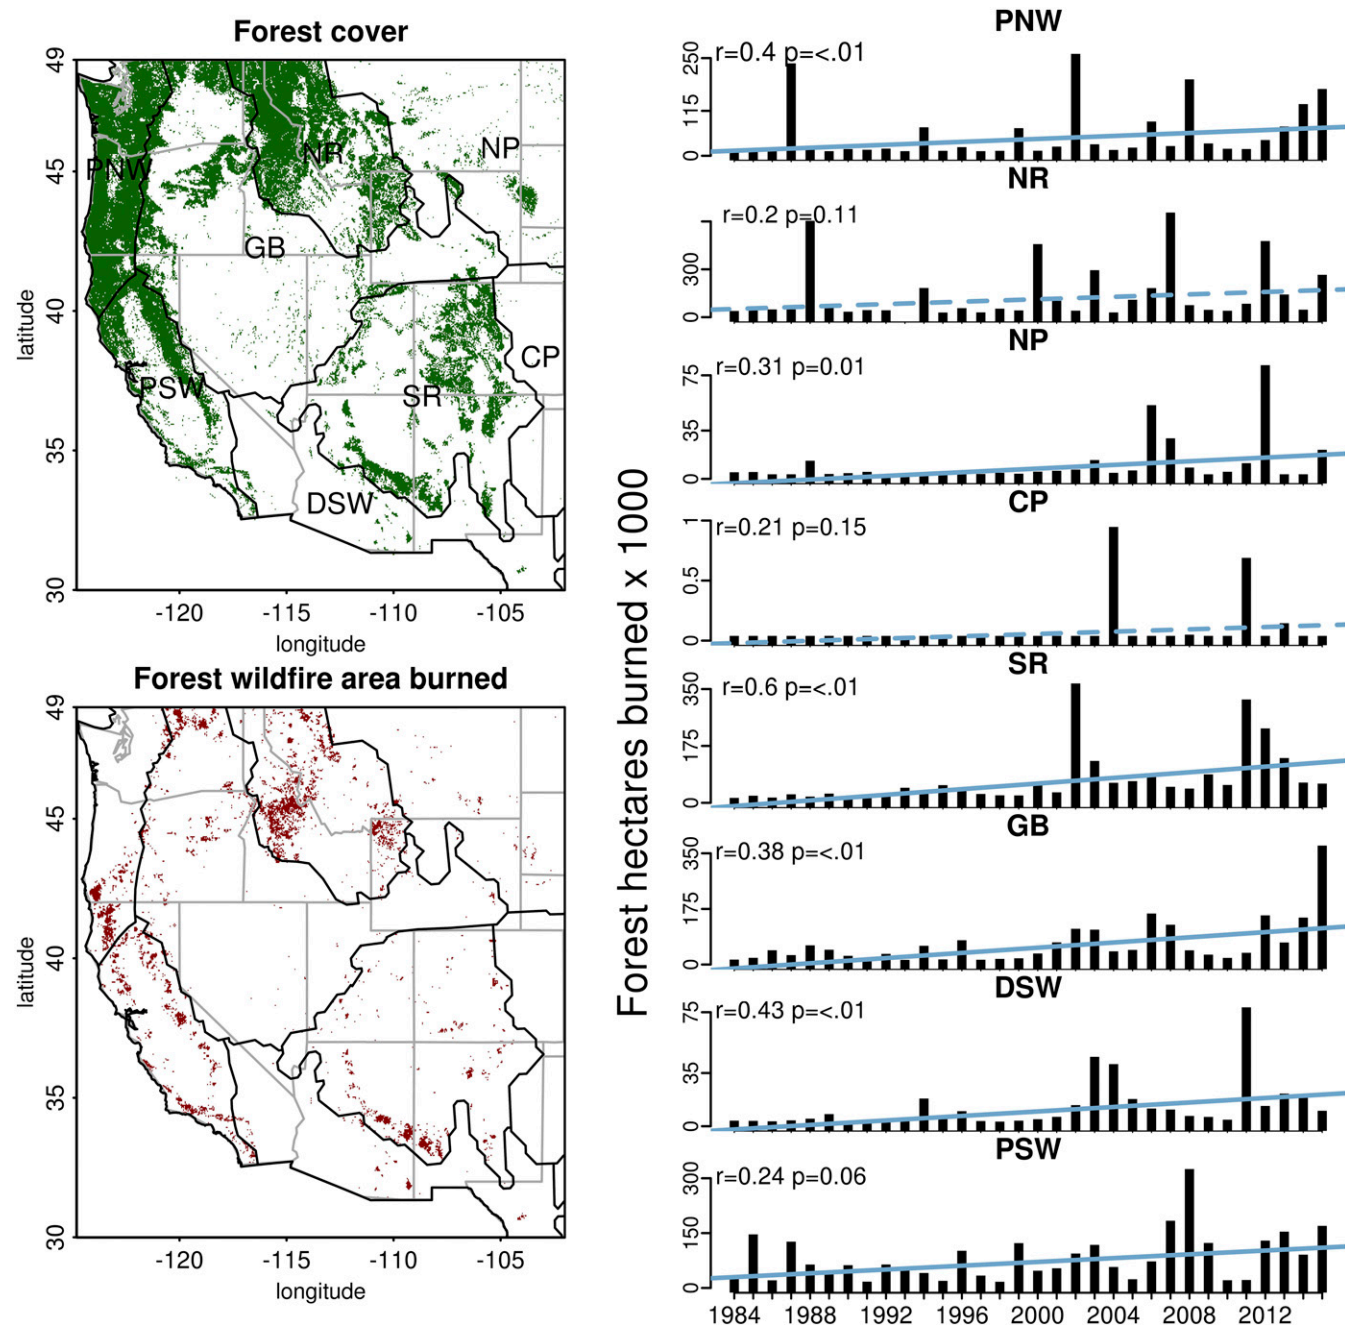 Forest cover
49
45
40
35
30
latitude
PNW
NR
NP
GB
CP
PSW
SR
DSW
-120
-115
-110
-105
longitude
Forest wildfire area burned
49
45
40
35
30
latitude
-120
-115
-110
-105
longitude
Forest hectares burned x 1000
PNW
r=0.4 p=<.01
250
115
0
NR
r=0.2 p=0.11
300
0
NP
r=0.31 p=0.01
75
35
0
CP
r=0.21 p=0.15
1
0.5
0
SR
r=0.6 p=<.01
350
175
0
GB
r=0.38 p=<.01
350
175
0
DSW
r=0.43 p=<.01
75
35
0
PSW
r=0.24 p=0.06
300
150
0
1984
1988
1992
1996
2000
2004
2008
2012